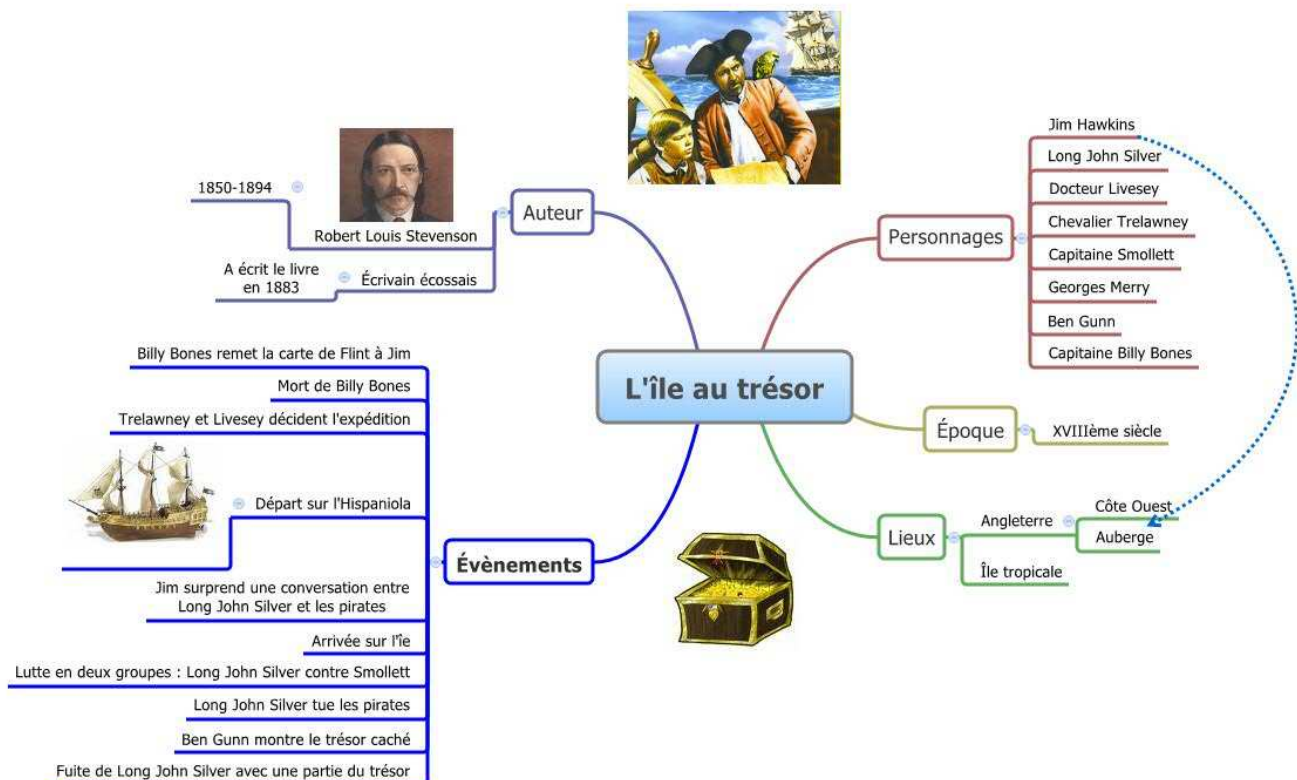 L'île au trésor
Auteur
Robert Louis Stevenson
1850-1894
Écrivain écossais
A écrit le livre
en 1883
Personnages
Jim Hawkins
Long John Silver
Docteur Livesey
Chevalier Trelawney
Capitaine Smollett
Georges Merry
Ben Gunn
Capitaine Billy Bones
Époque
XVIIIème siècle
Lieux
Angleterre
Côte Ouest
Auberge
Île tropicale
Évènements
Billy Bones remet la carte de Flint à Jim
Mort de Billy Bones
Trelawney et Livesey décident l'expédition
Départ sur l'Hispaniola
Jim surprend une conversation entre
Long John Silver et les pirates
Arrivée sur l'îe
Lutte en deux groupes : Long John Silver contre Smollett
Long John Silver tue les pirates
Ben Gunn montre le trésor caché
Fuite de Long John Silver avec une partie du trésor